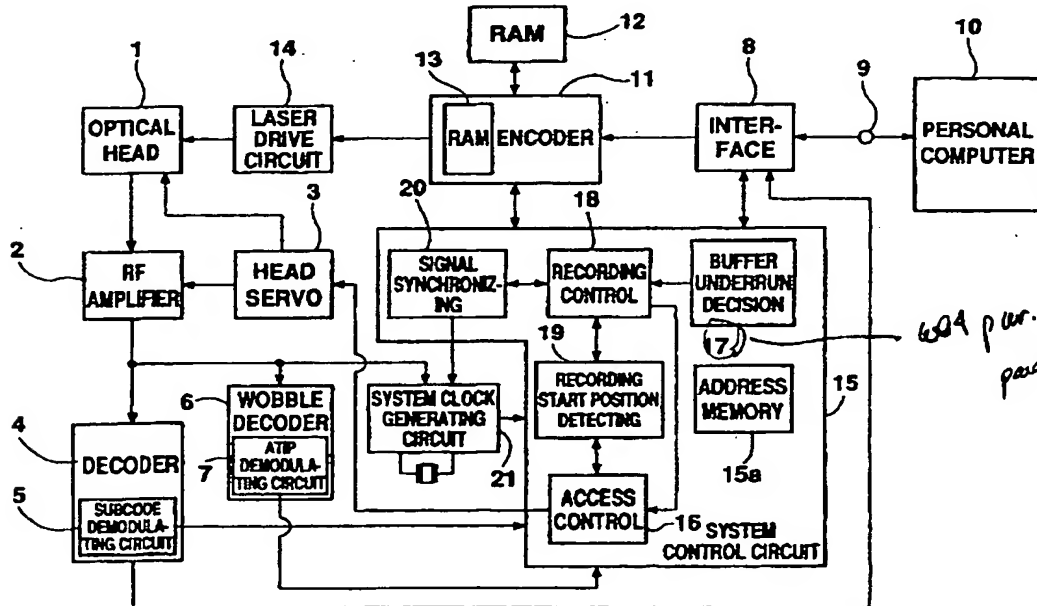 1
14
RAM
12
13
11
8
9
10
OPTICAL
HEAD
LASER
DRIVE
CIRCUIT
RAM
ENCODER
INTER-
FACE
PERSONAL
COMPUTER
2
3
20
18
RF
AMPLIFIER
HEAD
SERVO
SIGNAL
SYNCHRONIZ-
ING
RECORDING
CONTROL
BUFFER
UNDERRUN
DECISION
17
19
4
6
WOBBLE
DECODER
SYSTEM CLOCK
GENERATING
CIRCUIT
RECORDING
START POSITION
DETECTING
ADDRESS
MEMORY
15
DECODER
7
ATIP
DEMODULA-
TING CIRCUIT
21
15a
5
SUBCODE
DEMODULA-
TING CIRCUIT
ACCESS
CONTROL
16
SYSTEM
CONTROL CIRCUIT